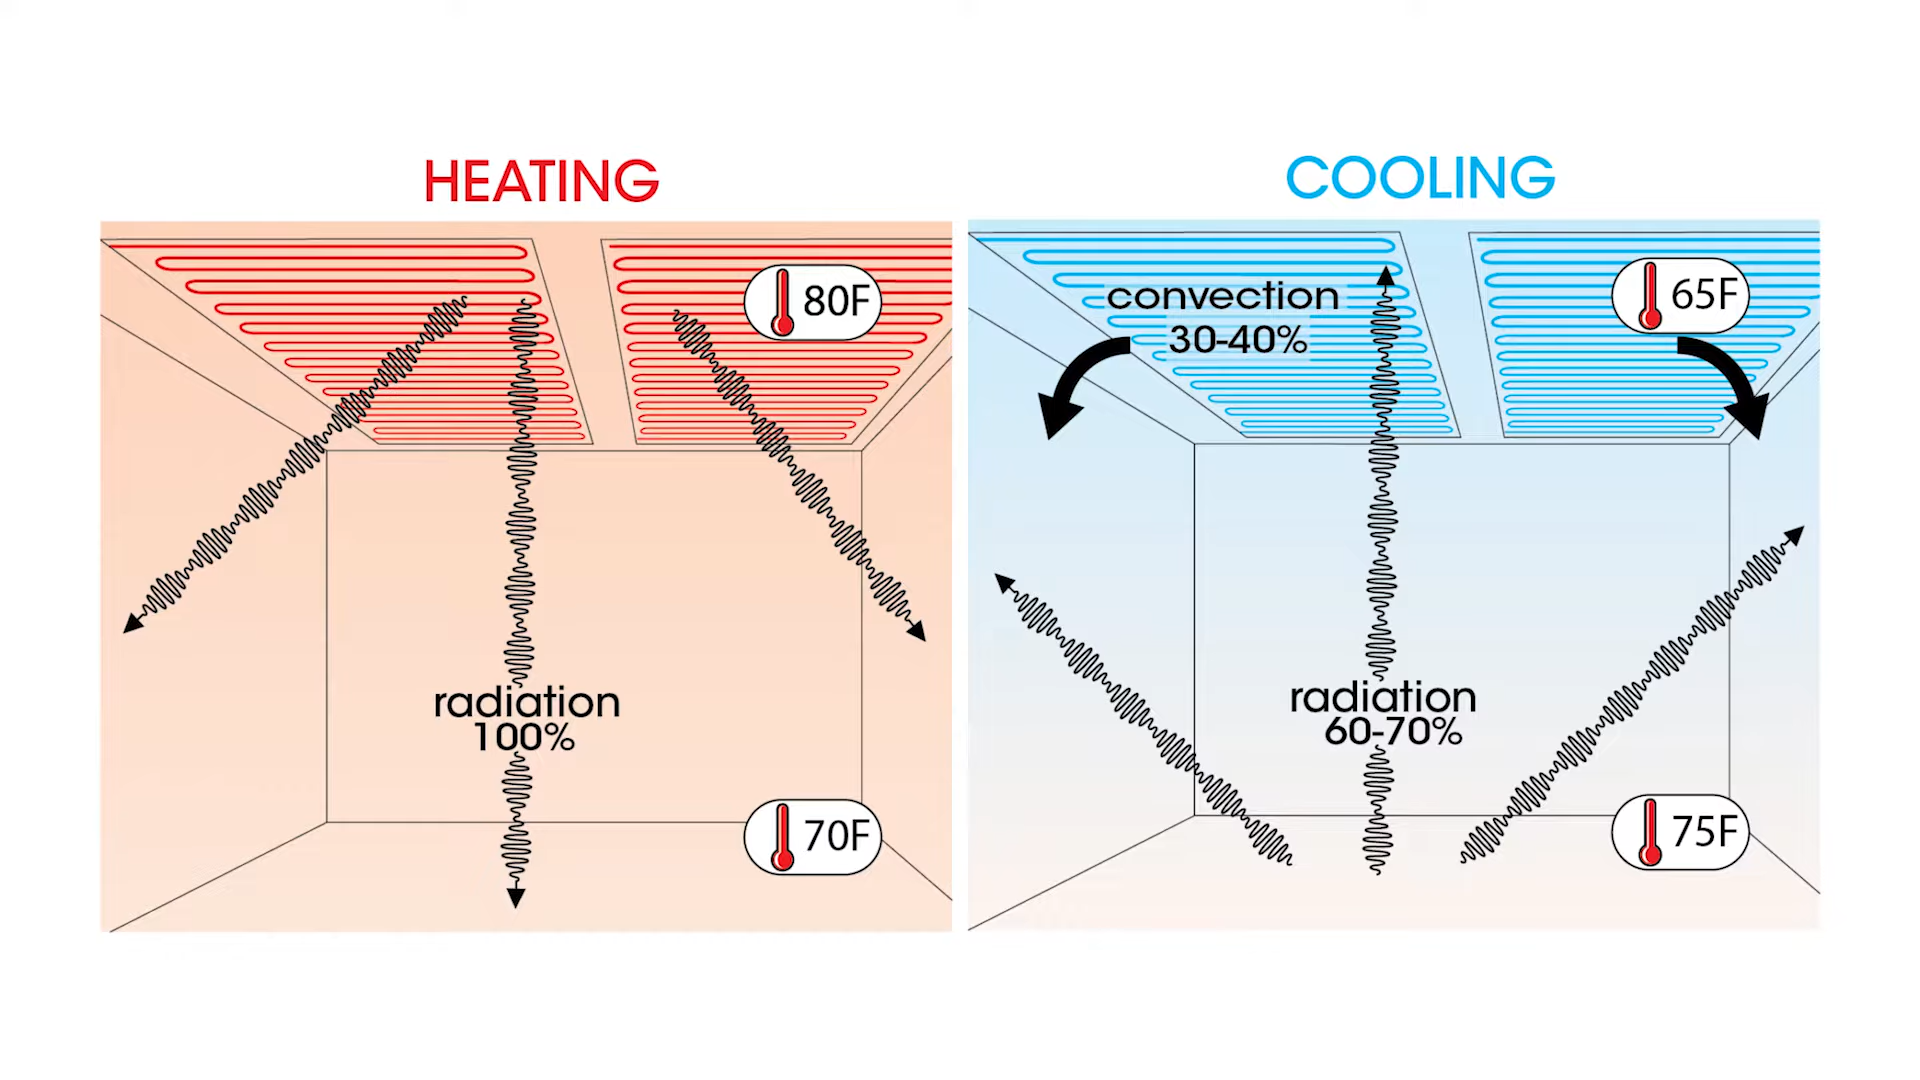 HEATING
80F
radiation
100%
70F
COOLING
convection
30-40%
65F
radiation
60-70%
75F